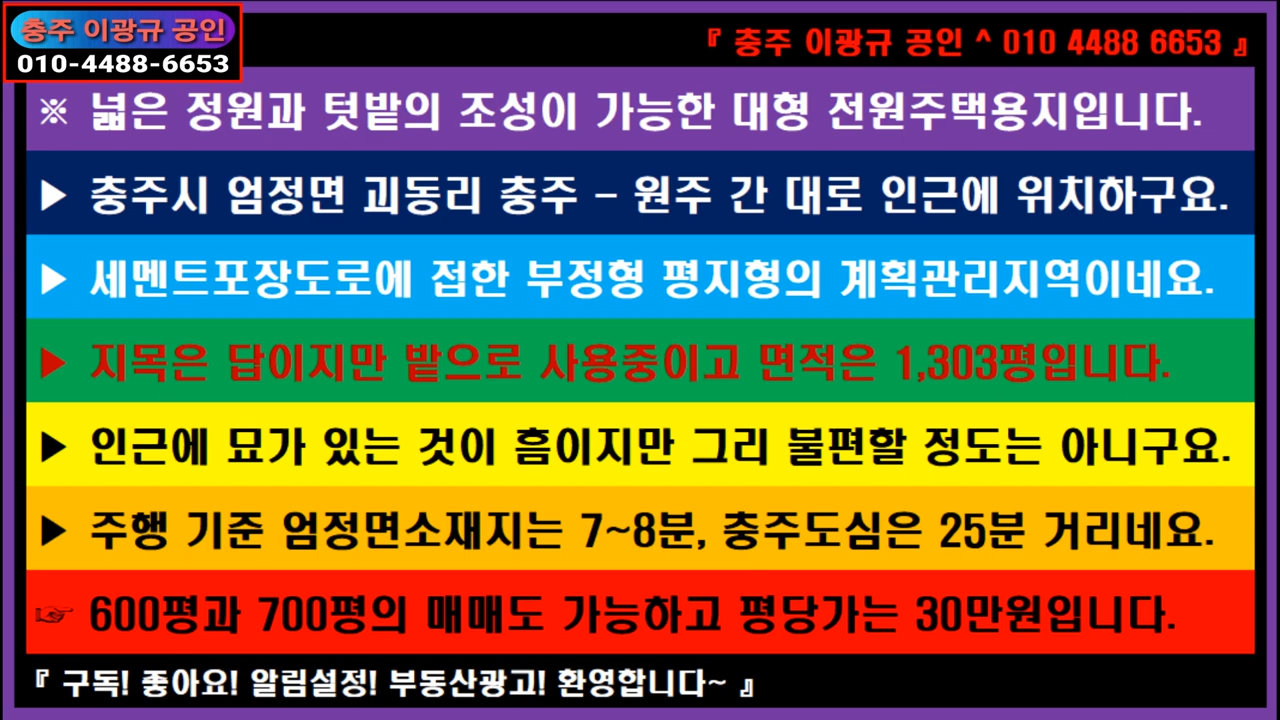 충주 이광규 공인
010-4488-6653
『 충주 이광규 공인 ^ 010 4488 6653 』
※ 넓은 정원과 텃밭의 조성이 가능한 대형 전원주택용지입니다.
▶ 충주시 엄정면 괴동리 충주 - 원주 간 대로 인근에 위치하구요.
▶ 세멘트포장도로에 접한 부정형 평지형의 계획관리지역이네요.
▶ 지목은 답이지만 밭으로 사용중이고 면적은 1,303평입니다.
▶ 인근에 묘가 있는 것이 흠이지만 그리 불편할 정도는 아니구요.
▶ 주행 기준 엄정면소재지는 7~8분, 충주도심은 25분 거리네요.
☞ 600평과 700평의 매매도 가능하고 평당가는 30만원입니다.
『 구독! 좋아요! 알림설정! 부동산광고! 환영합니다~ 』